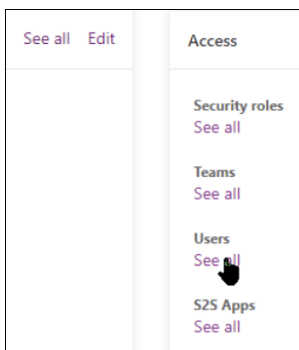 See all Edit
Access
Security roles
See all
Teams
See all
Users
See all
S2S Apps
See all